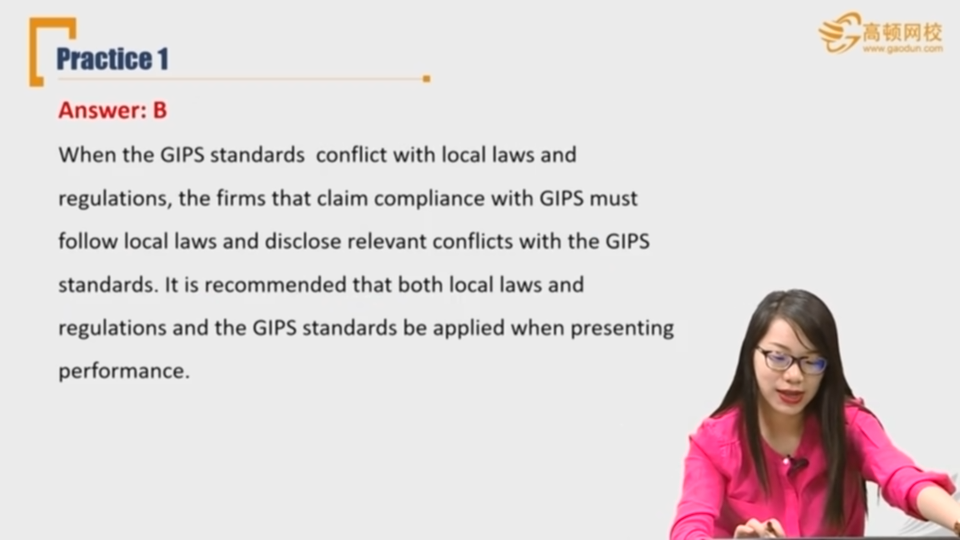 Practice 1
高顿网校
www.gaodun.com
Answer: B
When the GIPS standards conflict with local laws and
regulations, the firms that claim compliance with GIPS must
follow local laws and disclose relevant conflicts with the GIPS
standards. It is recommended that both local laws and
regulations and the GIPS standards be applied when presenting
performance.